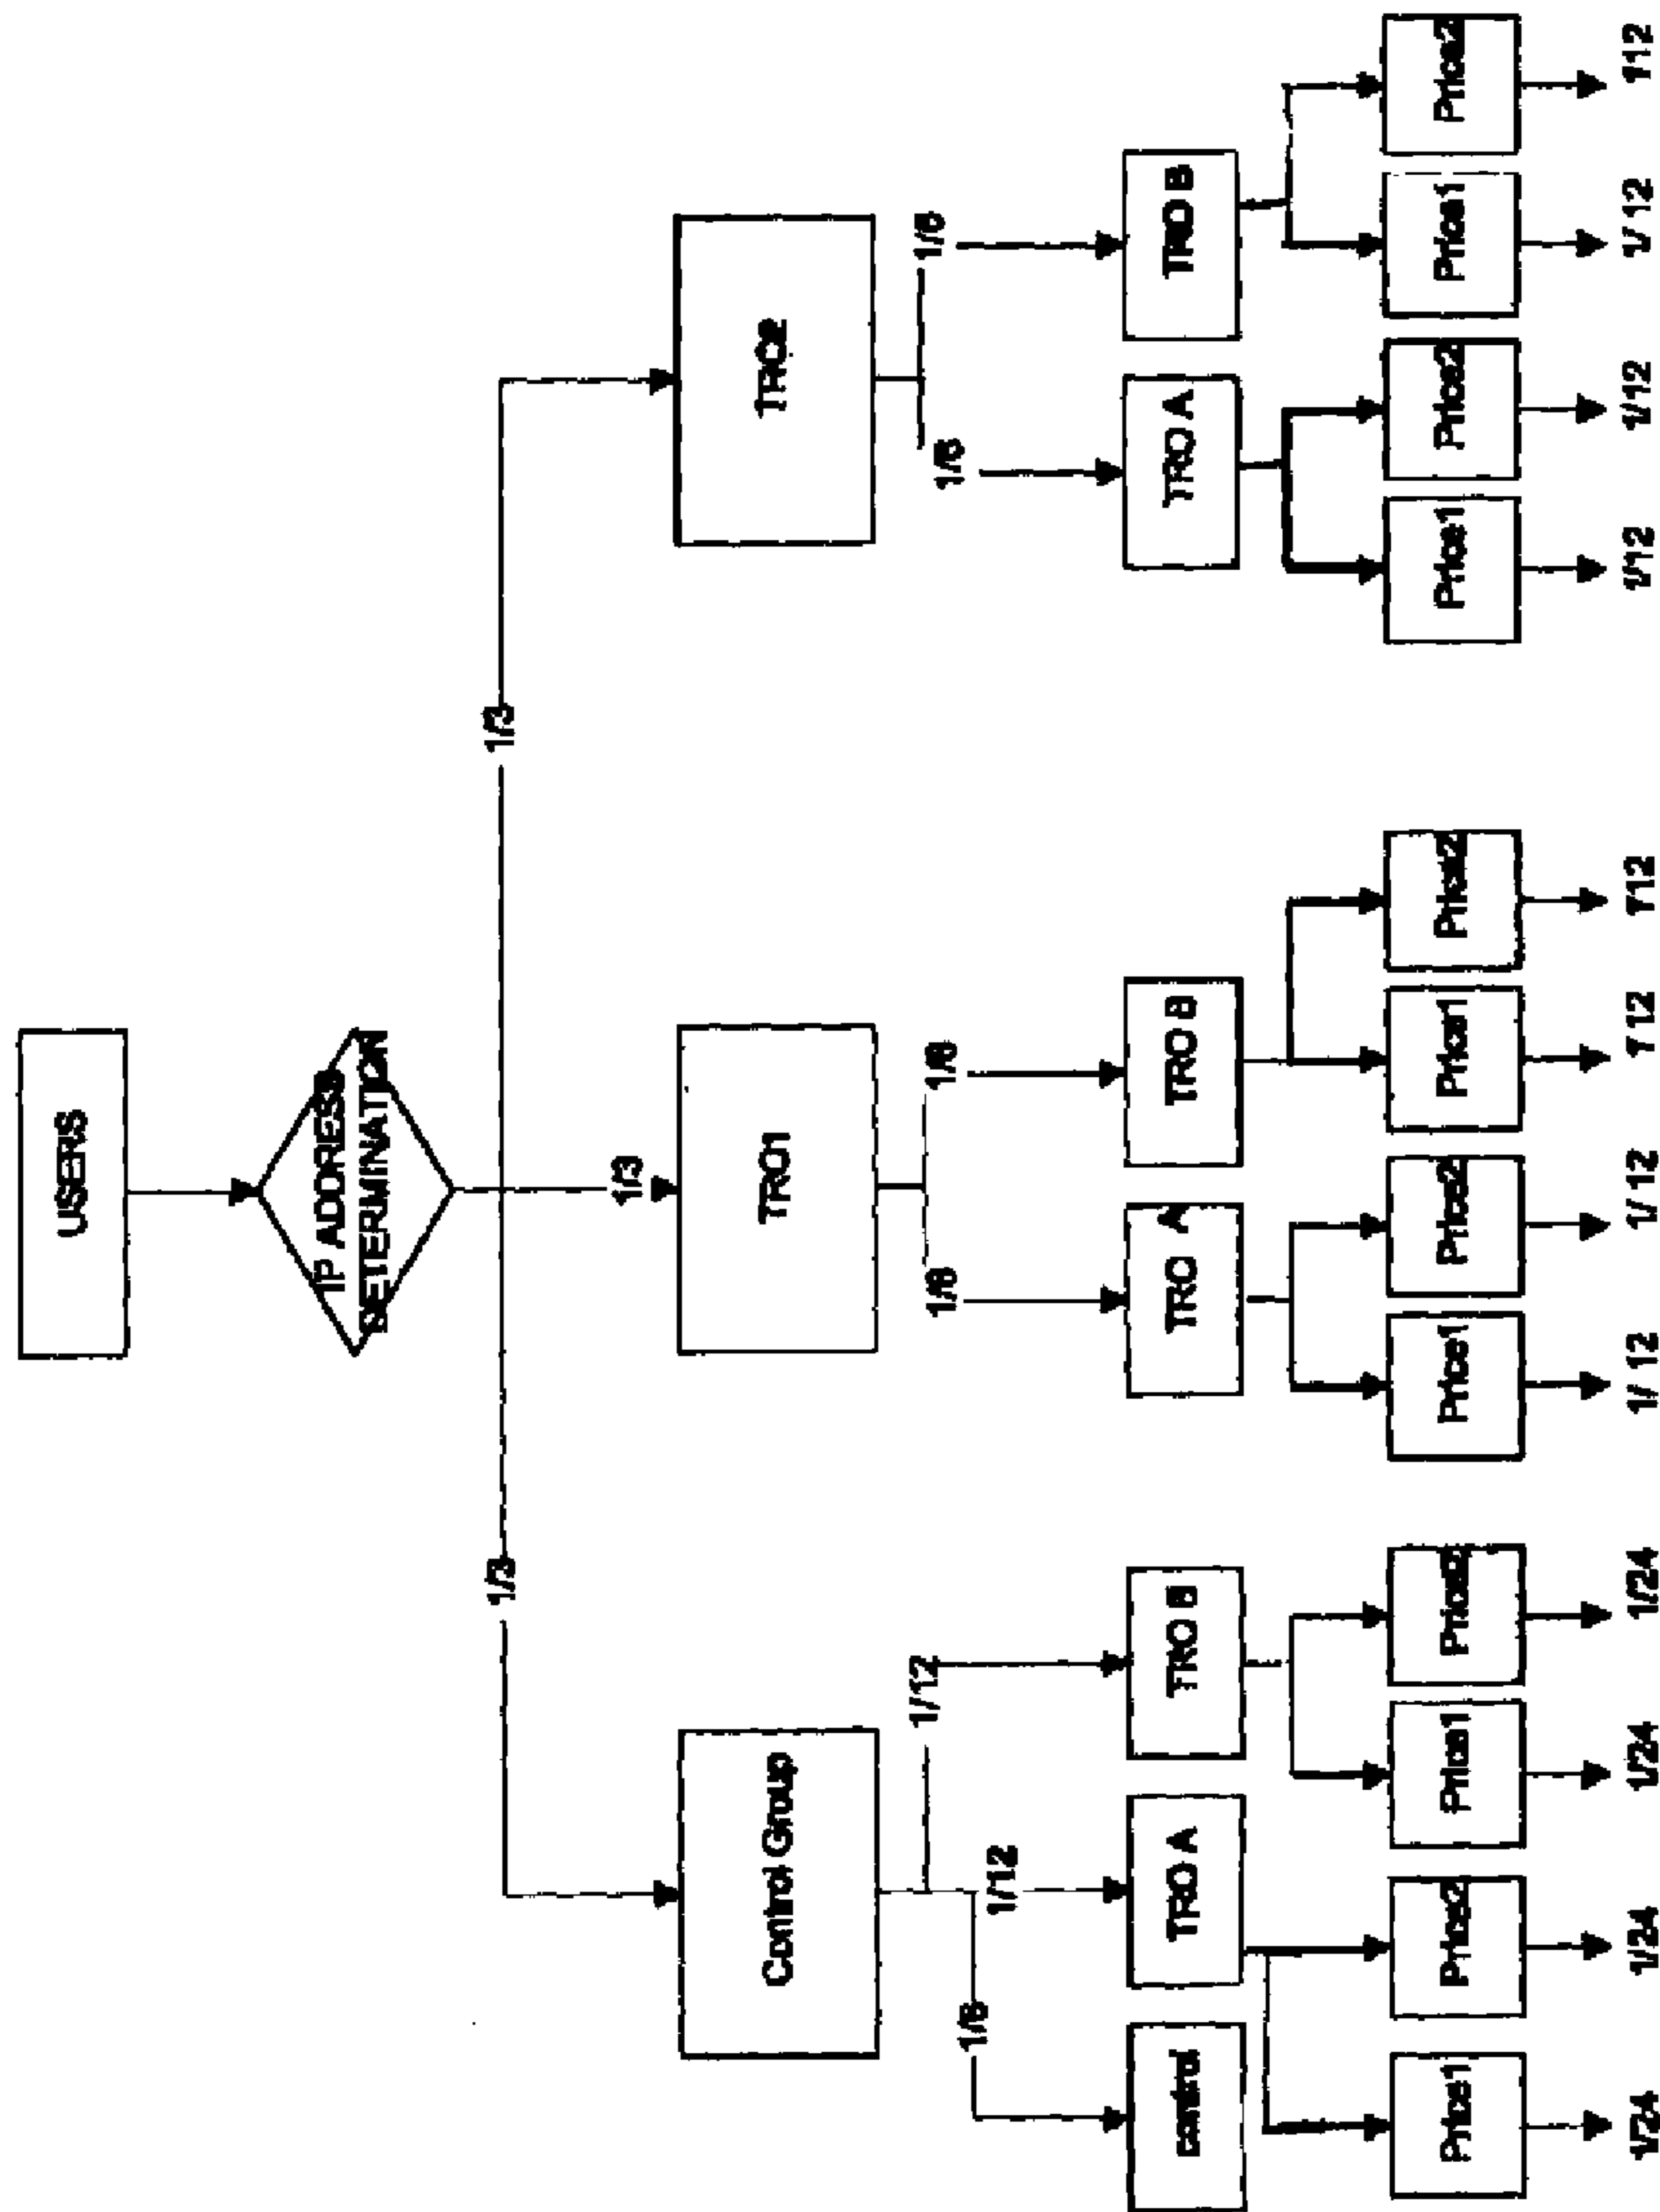 USERS
IP ADDRESS
DETERMINATION
1/3
1/3
1/3
Control Group
TRO1
TRO2
1/6
1/12
1/12
1/6
1/6
1/6
1/6
control
TRO A
TRO B
TRO A
TRO B
TRO A
TRO B
Price1
Price2
Price1
Price2
Price1
Price2
Price1
Price2
Price1
Price2
Price1
Price2
1/24
1/24
1/24
1/24
1/12
1/12
1/12
1/12
1/12
1/12
1/12
1/12